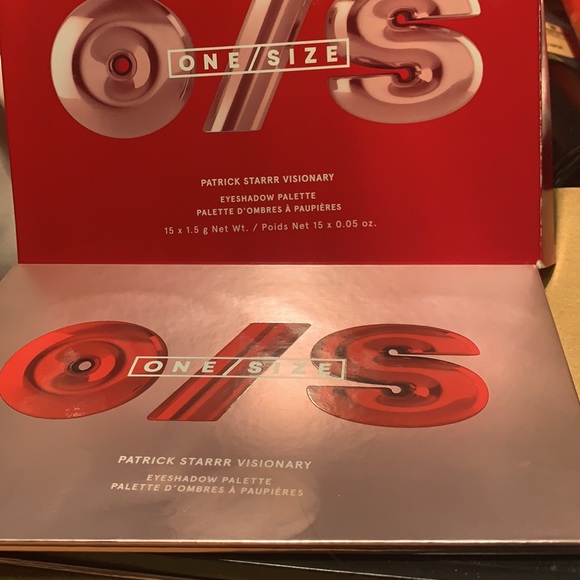 O/S
ONE/SIZE
PATRICK STARRR VISIONARY
EYESHADOW PALETTE
PALETTE D'OMBRES À PAUPIÈRES
15 x 1.5 g Net Wt. / Poids Net 15 x 0.05 oz.
O/S
ONE/SIZE
PATRICK STARRR VISIONARY
EYESHADOW PALETTE
PALETTE D'OMBRES À PAUPIÈRES